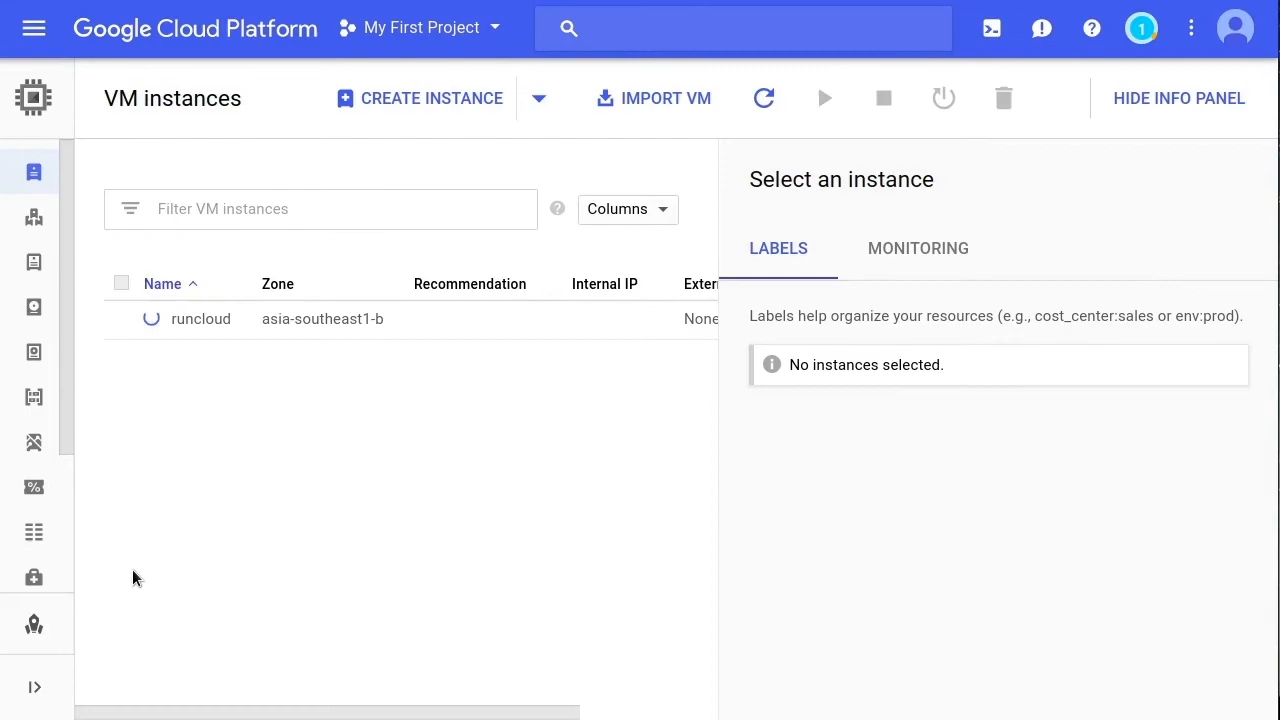 Google Cloud Platform
My First Project
1
VM instances
CREATE INSTANCE
IMPORT VM
HIDE INFO PANEL
Filter VM instances
Columns
Select an instance
LABELS
MONITORING
Name
Zone
Recommendation
Internal IP
Exter
runcloud
asia-southeast1-b
None
Labels help organize your resources (e.g., cost_center:sales or env:prod).
No instances selected.